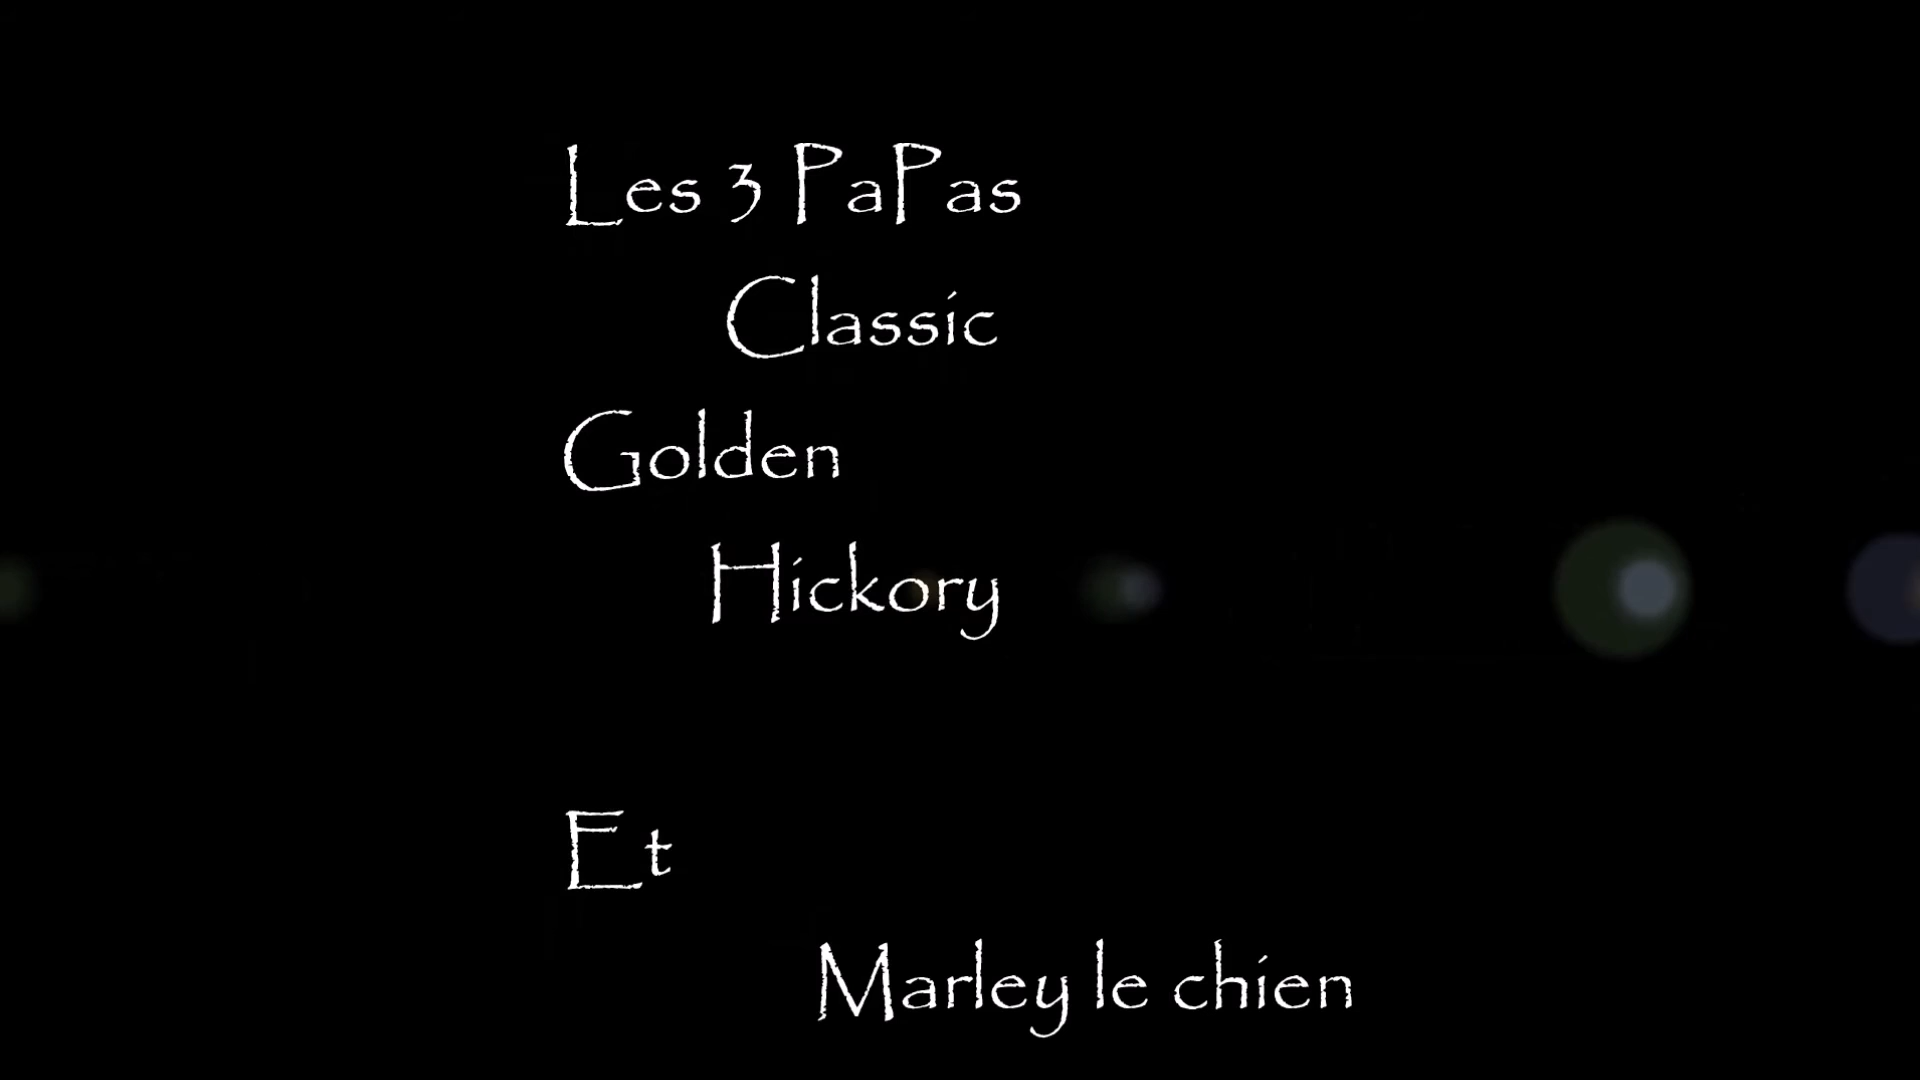 Les 3 PaPas
Classic
Golden
Hickory
Et
Marley le chien